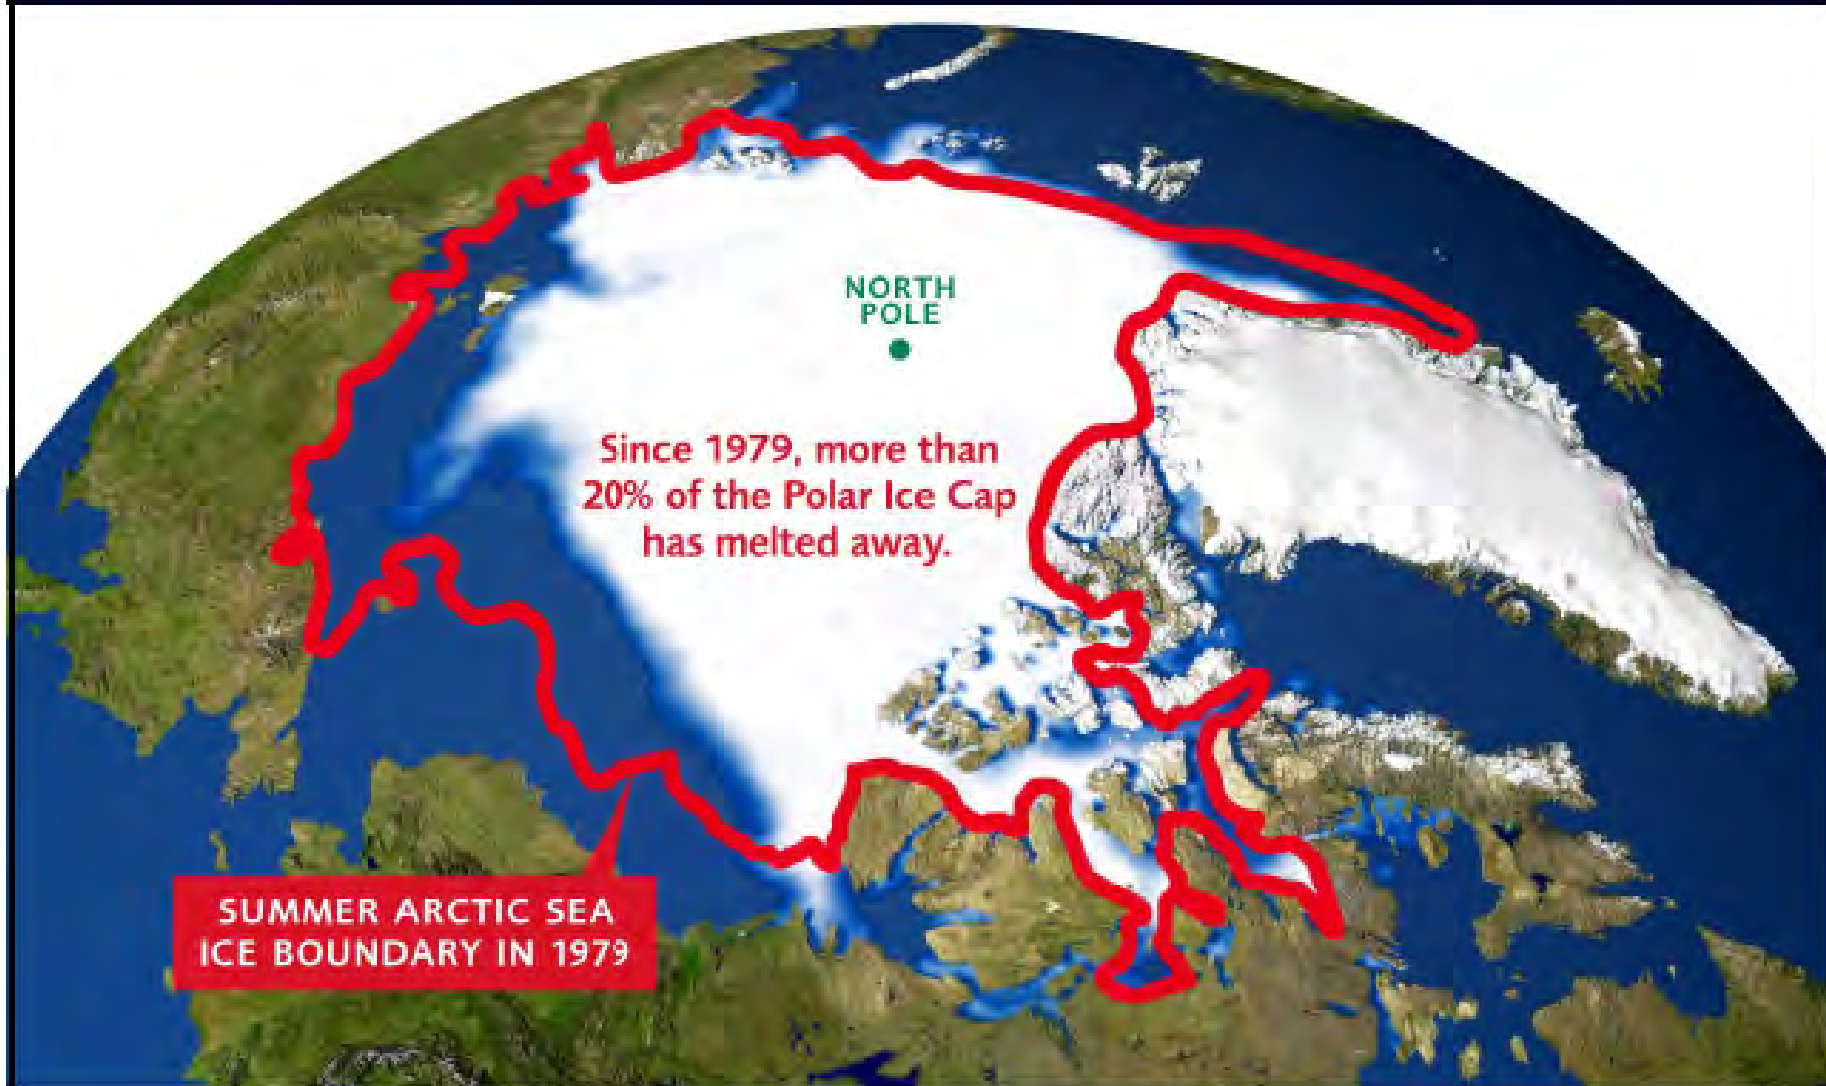 NORTH
POLE
Since 1979, more than
20% of the Polar Ice Cap
has melted away.
SUMMER ARCTIC SEA
ICE BOUNDARY IN 1979